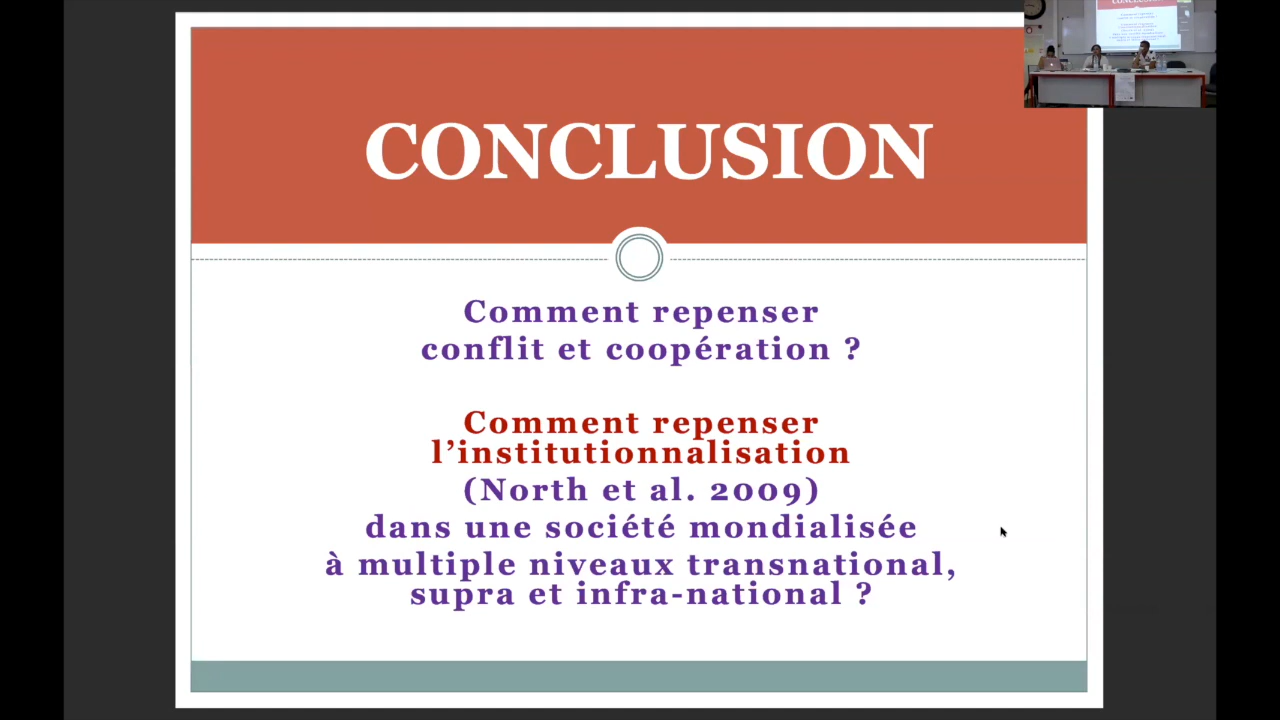 CONCLUSION
Comment repenser
conflit et coopération ?
Comment repenser
l’institutionnalisation
(North et al. 2009)
dans une société mondialisée
à multiple niveaux transnational,
supra et infra-national ?